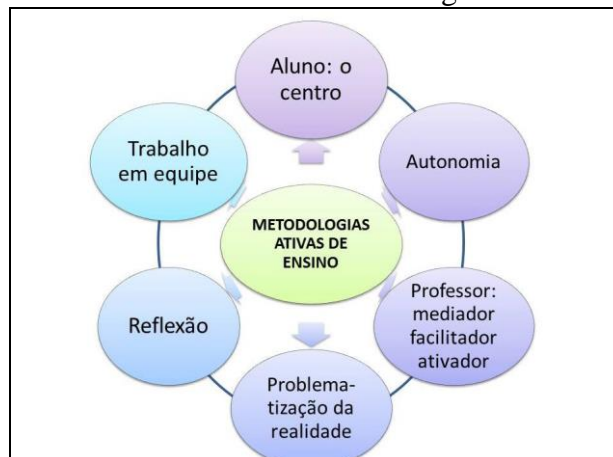 Aluno: o
centro
Autonomia
Professor:
mediador
facilitador
ativador
Problema-
tização da
realidade
Reflexão
Trabalho
em equipe
METODOLOGIAS
ATIVAS DE
ENSINO